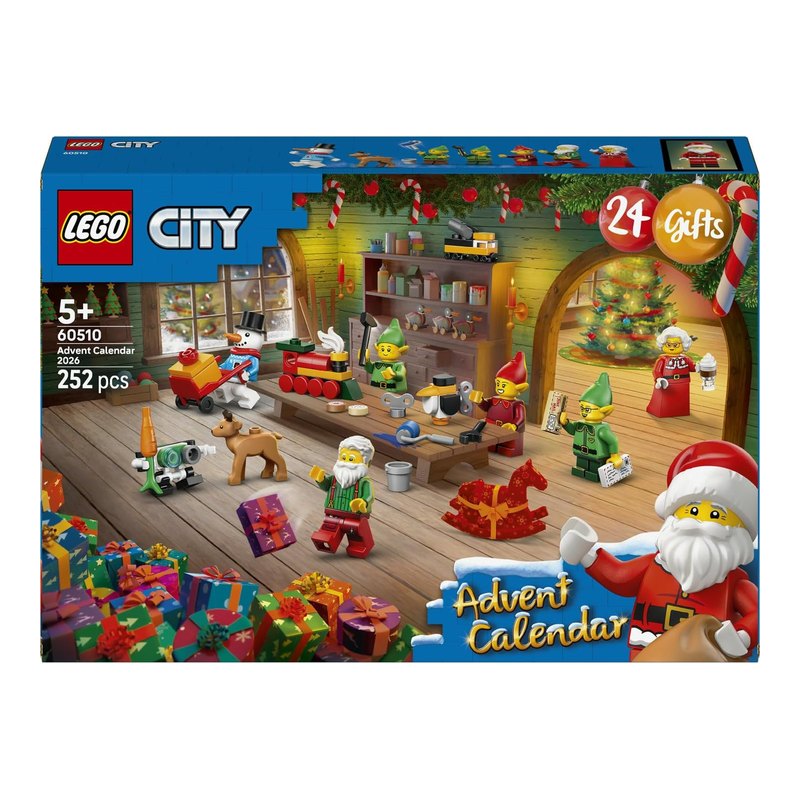 LEGO CITY
60510
LEGO CITY
24 Gifts
5+
60510
Advent Calendar
2026
252 pcs
Advent
Calendar